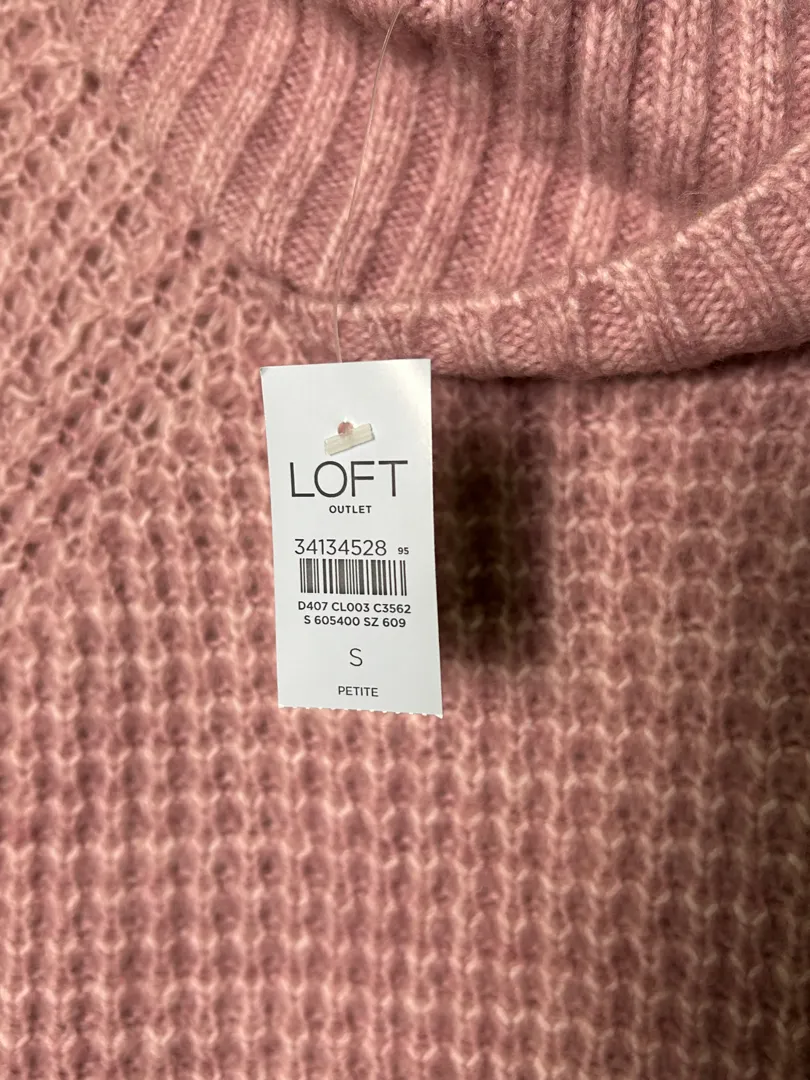 LOFT
OUTLET
34134528 95
D407 CL003 C3562
S 605400 SZ 609
S
PETITE